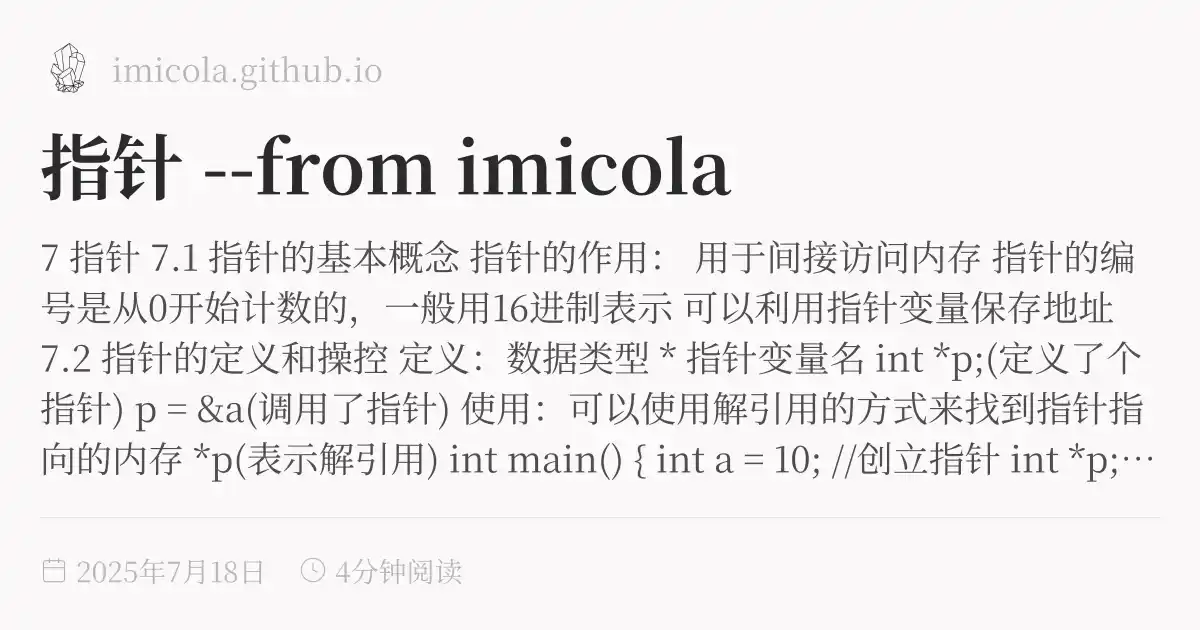 imicola.github.io
指针 --from imicola
7 指针 7.1 指针的基本概念 指针的作用： 用于间接访问内存 指针的编
号是从0开始计数的，一般用16进制表示 可以利用指针变量保存地址
7.2 指针的定义和操控 定义：数据类型 * 指针变量名 int *p;(定义了个
指针) p = &a(调用了指针) 使用：可以使用解引用的方式来找到指针指
向的内存 *p(表示解引用) int main() { int a = 10; //创立指针 int *p;…
2025年7月18日 4分钟阅读